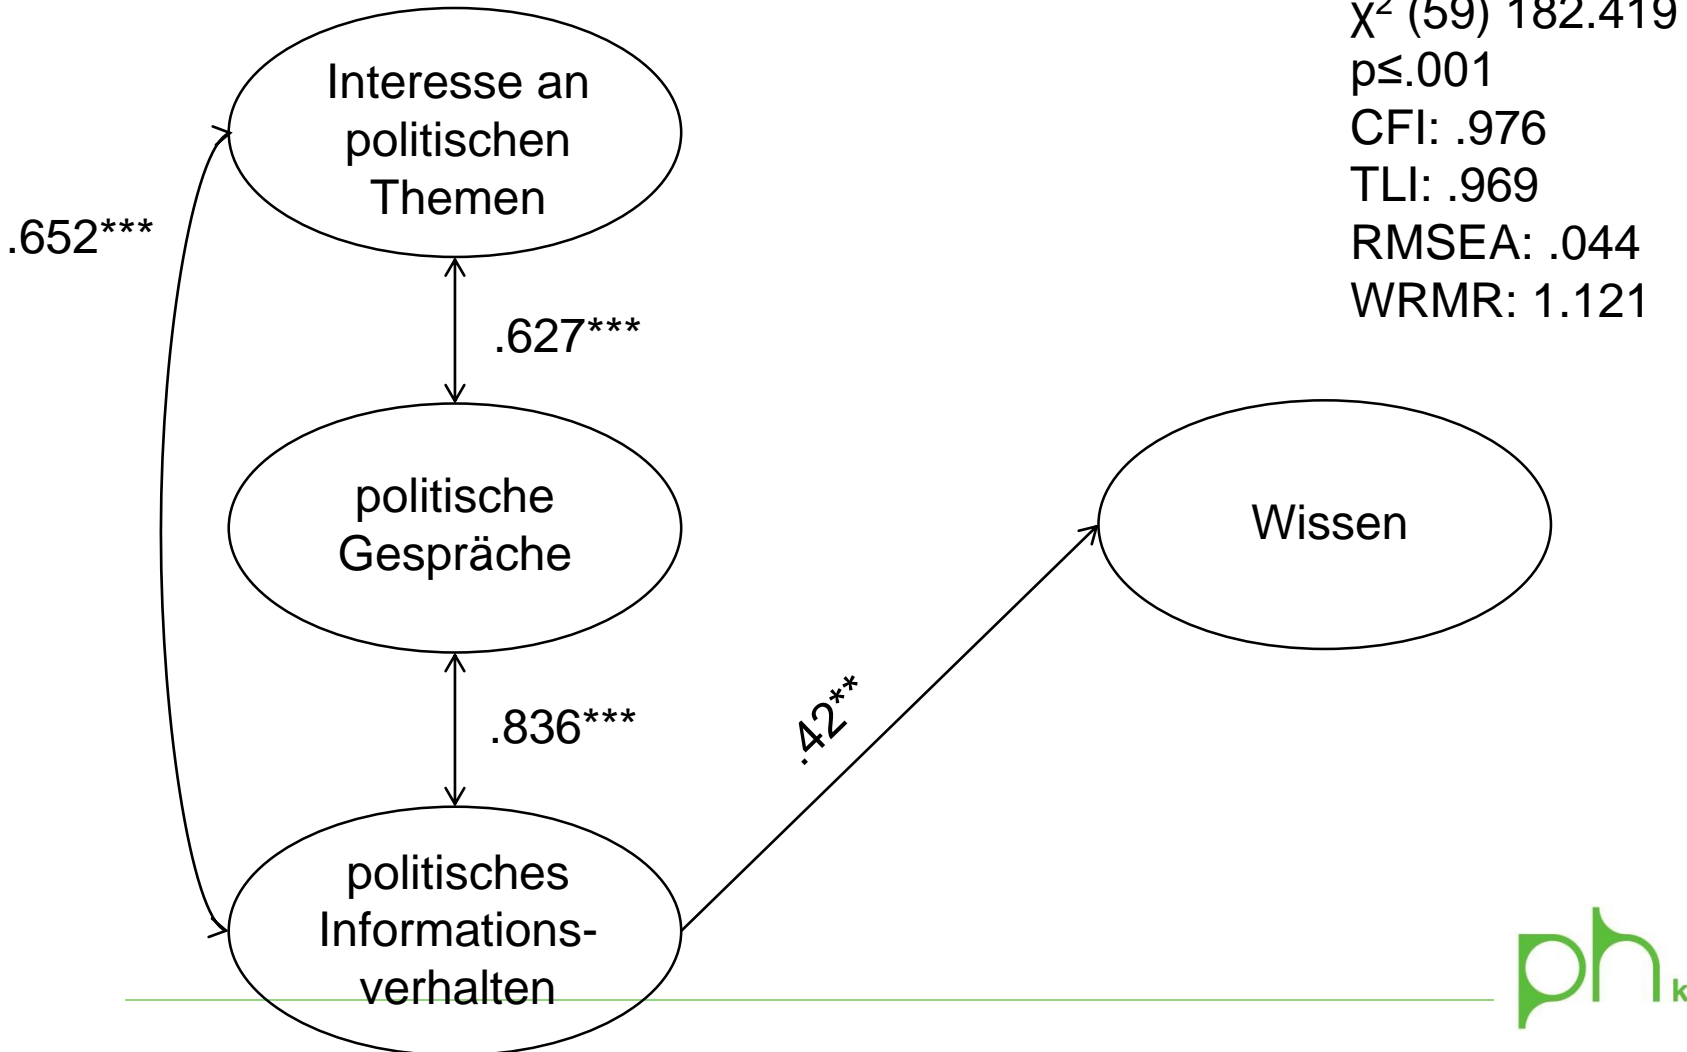 Interesse an
politischen
Themen
.652***
.627***
politische
Gespräche
.836***
politisches
Informations-
verhalten
.42**
Wissen
χ² (59) 182.419
p≤.001
CFI: .976
TLI: .969
RMSEA: .044
WRMR: 1.121
ph k